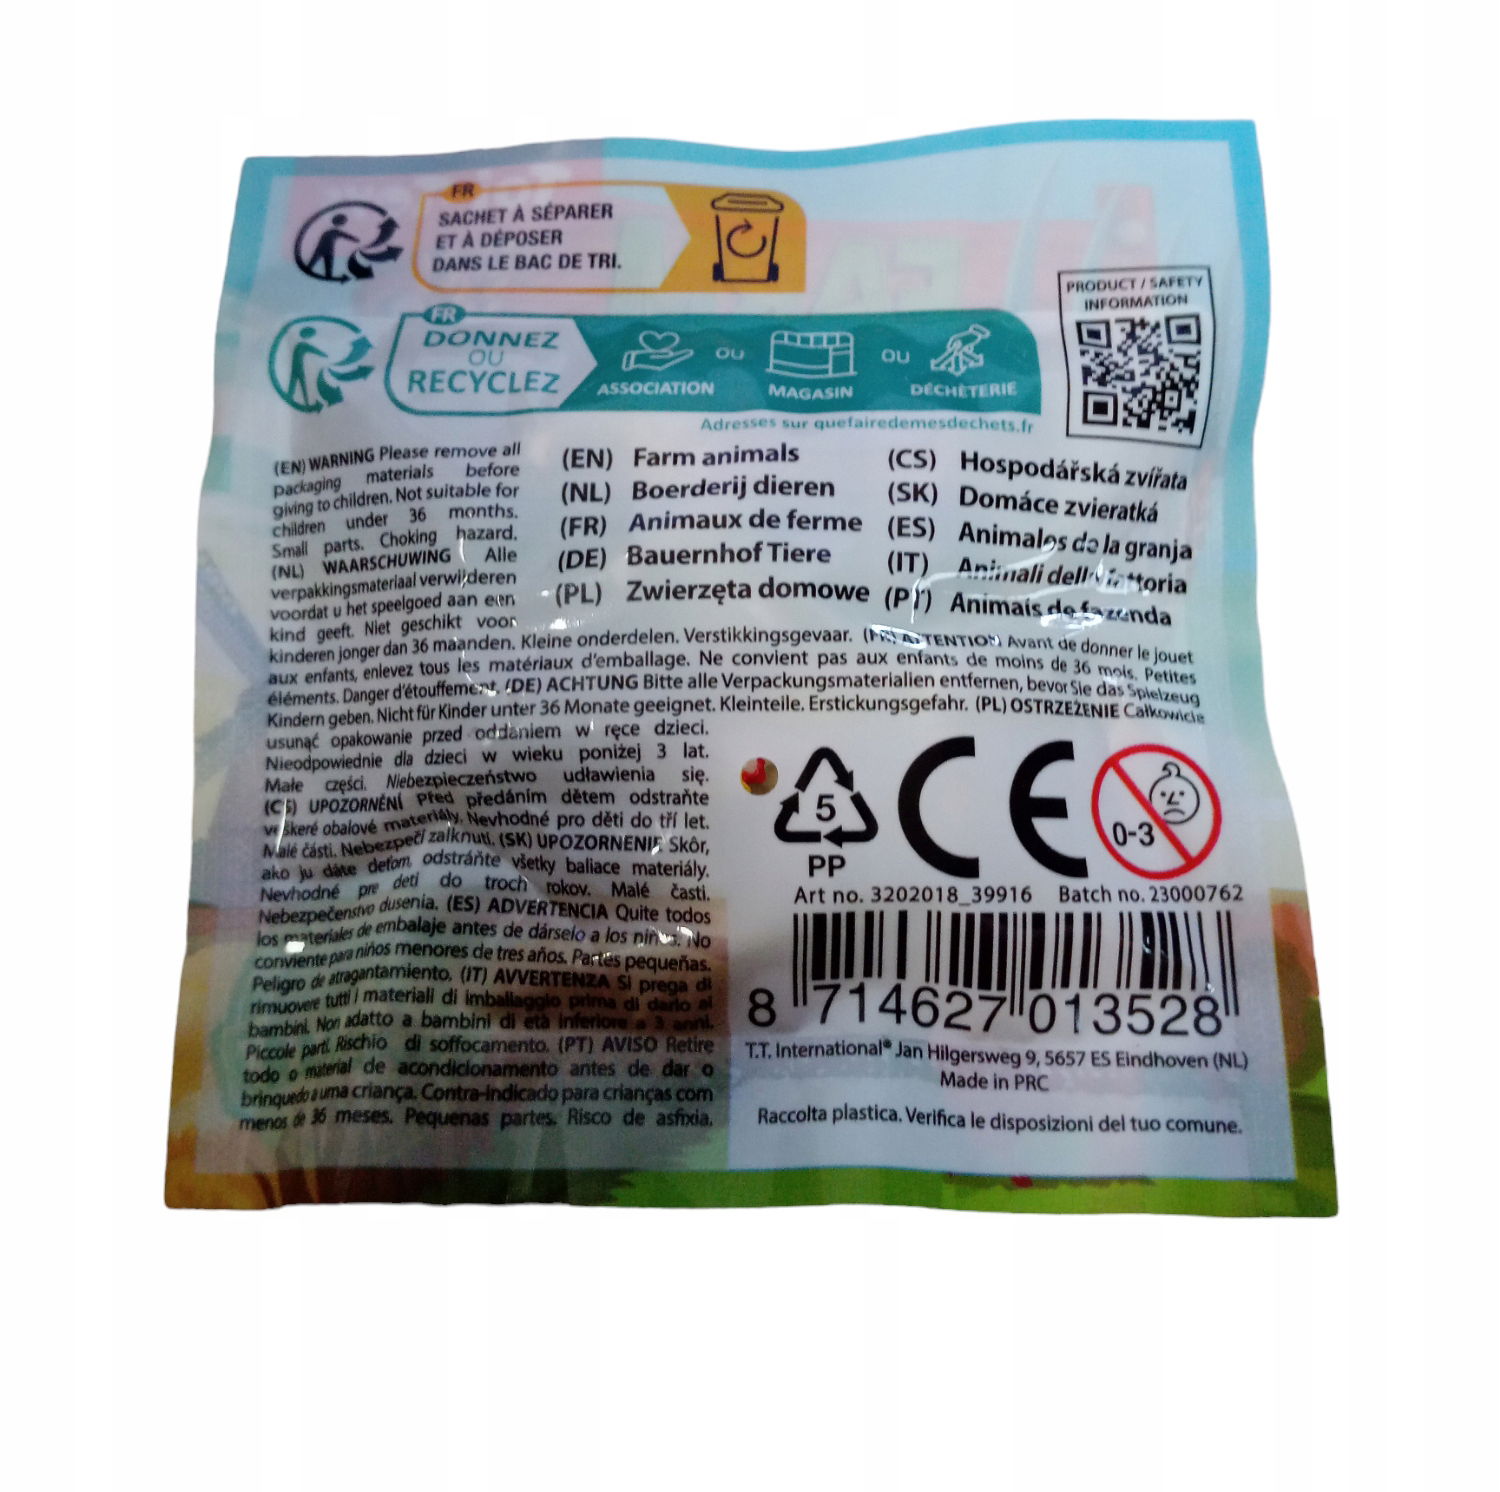 FR
SACHET À SÉPARER
ET À DÉPOSER
DANS LE BAC DE TRI.
FR
DONNEZ
OU
RECYCLEZ
ASSOCIATION
OU
MAGASIN
OU
DÉCHÈTERIE
Adresses sur quefairedemesdechets.fr
PRODUCT / SAFETY
INFORMATION
(EN) Farm animals
(NL) Boerderij dieren
(FR) Animaux de ferme
(DE) Bauernhof Tiere
(PL) Zwierzęta domowe
(CS) Hospodářská zvířata
(SK) Domáce zvieratká
(ES) Animales de la granja
(IT) Animali della fattoria
(PT) Animais de fazenda
(EN) WARNING Please remove all
packaging materials before
giving to children. Not suitable for
children under 36 months.
Small parts. Choking hazard.
(NL) WAARSCHUWING Alle
verpakkingsmateriaal verwijderen
voordat u het speelgoed aan een
kind geeft. Niet geschikt voor
kinderen jonger dan 36 maanden. Kleine onderdelen. Verstikkingsgevaar. (FR) ATTENTION Avant de donner le jouet
aux enfants, enlevez tous les matériaux d'emballage. Ne convient pas aux enfants de moins de 36 mois. Petites
éléments. Danger d'étouffement. (DE) ACHTUNG Bitte alle Verpackungsmaterialien entfernen, bevor Sie das Spielzeug
Kindern geben. Nicht für Kinder unter 36 Monate geeignet. Kleinteile. Erstickungsgefahr. (PL) OSTRZEŻENIE Całkowicie
usunąć opakowanie przed oddaniem w ręce dzieci.
Nieodpowiednie dla dzieci w wieku poniżej 3 lat.
Małe części. Niebezpieczeństwo udławienia się.
(CS) UPOZORNĚNÍ Před předáním dětem odstraňte
veškeré obalové materiály. Nevhodné pro děti do tří let.
Malé části. Nebezpečí zalknutí. (SK) UPOZORNENIE Skôr,
ako ju dáte deťom, odstráňte všetky baliace materiály.
Nevhodné pre deti do troch rokov. Malé časti.
Nebezpečenstvo dusenia. (ES) ADVERTENCIA Quite todos
los materiales de embalaje antes de dárselo a los niños. No
conviente para niños menores de tres años. Partes pequeñas.
Peligro de atragantamiento. (IT) AVVERTENZA Si prega di
rimuovere tutti i materiali di imballaggio prima di darlo ai
bambini. Non adatto a bambini di età inferiore a 3 anni.
Piccole parti. Rischio di soffocamento. (PT) AVISO Retire
todo o material de acondicionamento antes de dar o
brinquedo a uma criança. Contra-indicado para crianças com
menos de 36 meses. Pequenas partes. Risco de asfixia.
5
PP
CE
0-3
Art no. 3202018_39916 Batch no. 23000762
8 714627 013528
T.T. International® Jan Hilgersweg 9, 5657 ES Eindhoven (NL)
Made in PRC
Raccolta plastica. Verifica le disposizioni del tuo comune.